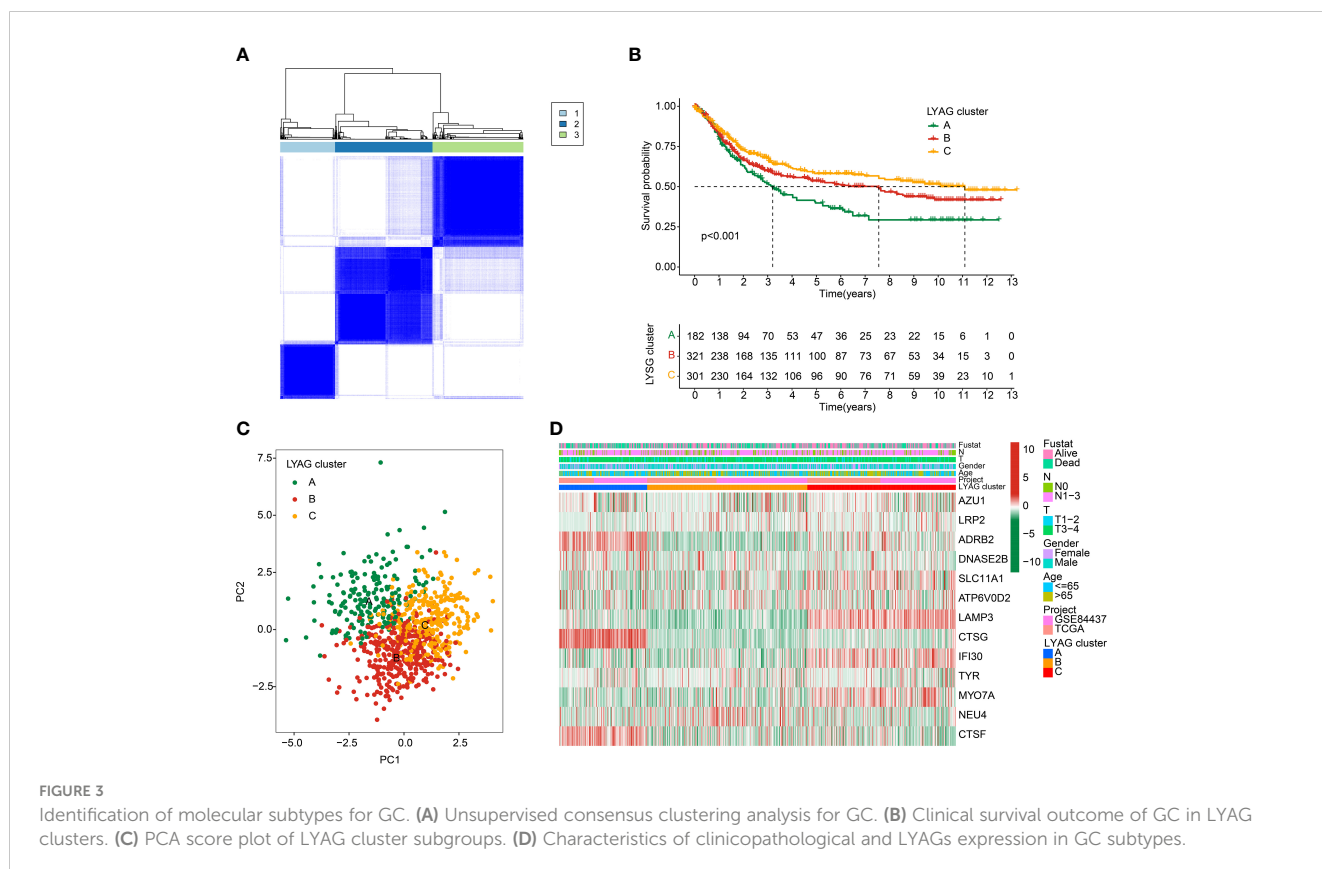 A
1
2
3
B
LYAG cluster
A
B
C
1.00
0.75
0.50
0.25
0.00
Survival probability
p<0.001
0 1 2 3 4 5 6 7 8 9 10 11 12 13
Time(years)
LYSG cluster
A 182 138 94 70 53 47 36 25 23 22 15 6 1 0
B 321 238 168 135 111 100 87 73 67 53 34 15 3 0
C 301 230 164 132 106 96 90 76 71 59 39 23 10 1
0 1 2 3 4 5 6 7 8 9 10 11 12 13
Time(years)
C
LYAG cluster
A
B
C
7.5
5.0
2.5
0.0
−2.5
PC2
A
C
B
−5.0 −2.5 0.0 2.5
PC1
D
Fustat
N
T
Gender
Age
Project
LYAG cluster
AZU1
LRP2
ADRB2
DNASE2B
SLC11A1
ATP6V0D2
LAMP3
CTSG
IFI30
TYR
MYO7A
NEU4
CTSF
10
5
0
−5
−10
Fustat
Alive
Dead
N
N0
N1−3
T
T1−2
T3−4
Gender
Female
Male
Age
<=65
>65
Project
GSE84437
TCGA
LYAG cluster
A
B
C
FIGURE 3
Identification of molecular subtypes for GC. (A) Unsupervised consensus clustering analysis for GC. (B) Clinical survival outcome of GC in LYAG
clusters. (C) PCA score plot of LYAG cluster subgroups. (D) Characteristics of clinicopathological and LYAGs expression in GC subtypes.